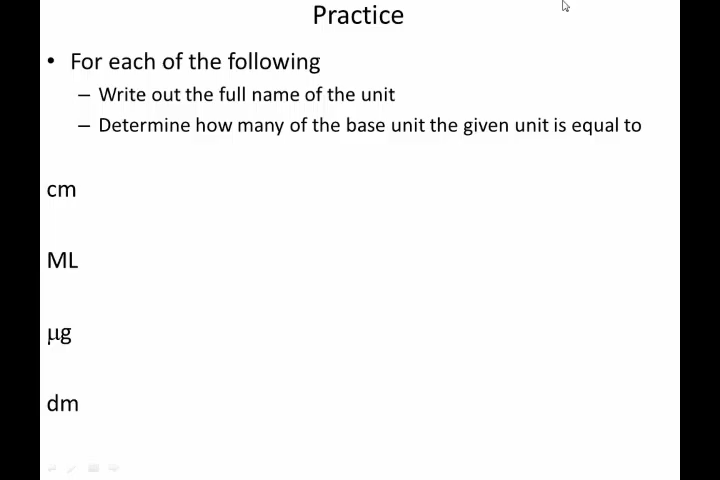 Practice
• For each of the following
– Write out the full name of the unit
– Determine how many of the base unit the given unit is equal to
cm
ML
μg
dm